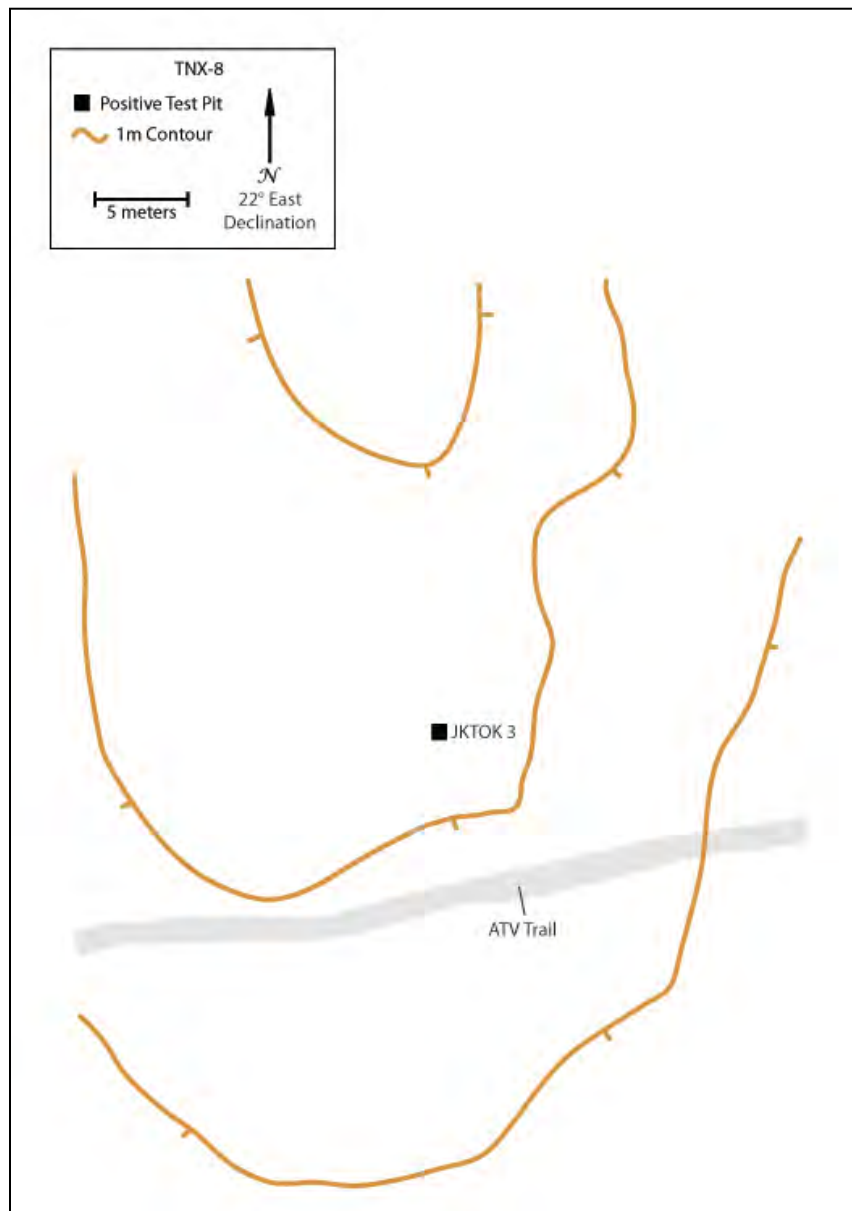 TNX-8
Positive Test Pit
1m Contour
5 meters
N
22° East
Declination
JKTOK 3
ATV Trail